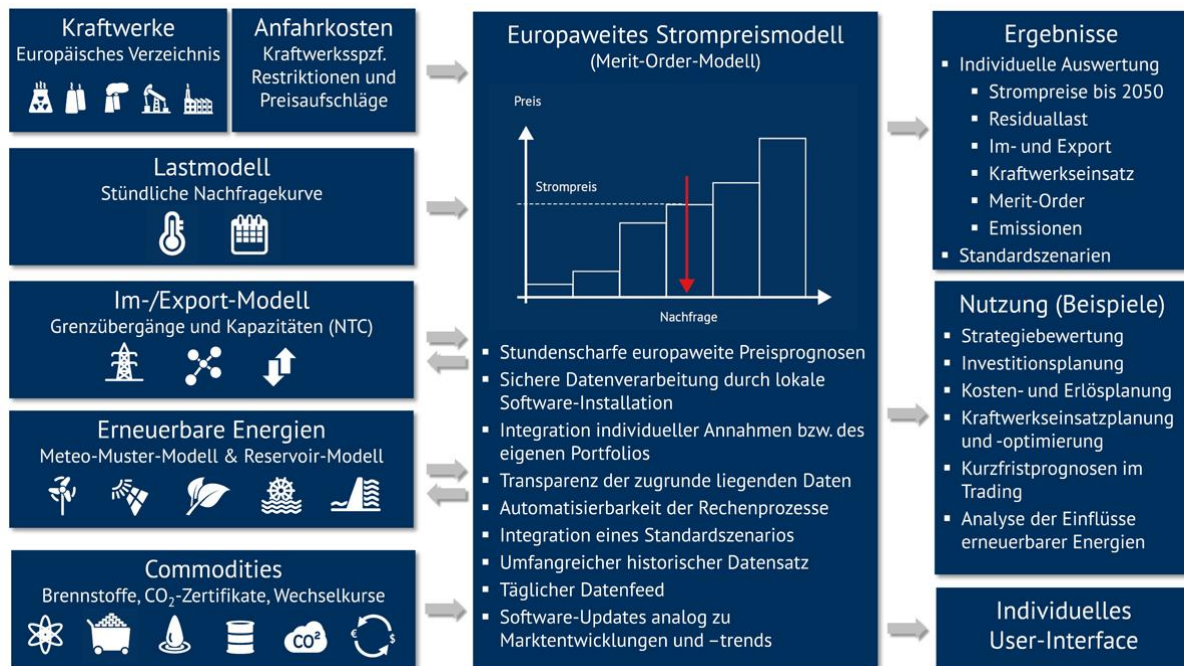 Kraftwerke
Europäisches Verzeichnis
Anfahrkosten
Kraftwerksspzf.
Restriktionen und
Preisaufschläge
Lastmodell
Stündliche Nachfragekurve
Im-/Export-Modell
Grenzübergänge und Kapazitäten (NTC)
Erneuerbare Energien
Meteo-Muster-Modell & Reservoir-Modell
Commodities
Brennstoffe, CO₂-Zertifikate, Wechselkurse
CO²
€
$
Europaweites Strompreismodell
(Merit-Order-Modell)
Preis
Strompreis
Nachfrage
▪ Stundenscharfe europaweite Preisprognosen
▪ Sichere Datenverarbeitung durch lokale
Software-Installation
▪ Integration individueller Annahmen bzw. des
eigenen Portfolios
▪ Transparenz der zugrunde liegenden Daten
▪ Automatisierbarkeit der Rechenprozesse
▪ Integration eines Standardszenarios
▪ Umfangreicher historischer Datensatz
▪ Täglicher Datenfeed
▪ Software-Updates analog zu
Marktentwicklungen und –trends
Ergebnisse
▪ Individuelle Auswertung
▪ Strompreise bis 2050
▪ Residuallast
▪ Im- und Export
▪ Kraftwerkseinsatz
▪ Merit-Order
▪ Emissionen
▪ Standardszenarien
Nutzung (Beispiele)
▪ Strategiebewertung
▪ Investitionsplanung
▪ Kosten- und Erlösplanung
▪ Kraftwerkseinsatzplanung
und -optimierung
▪ Kurzfristprognosen im
Trading
▪ Analyse der Einflüsse
erneuerbarer Energien
Individuelles
User-Interface